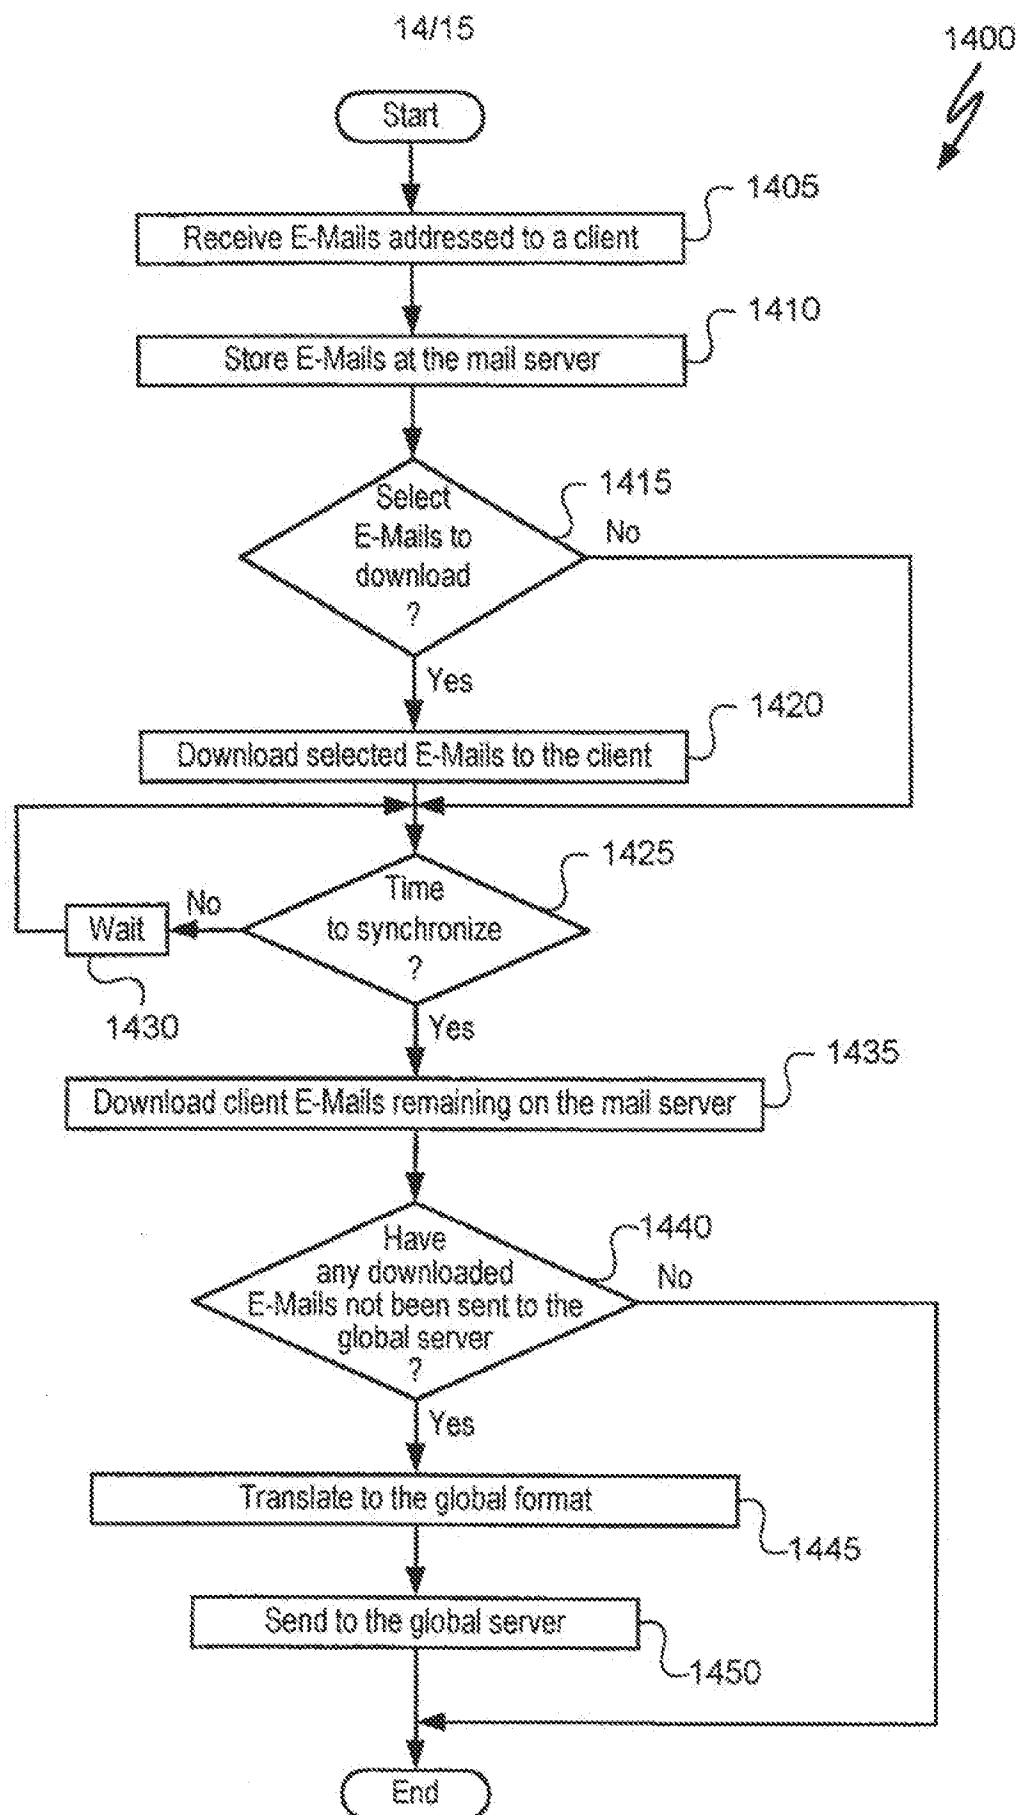 14/15
1400
Start
1405
Receive E-Mails addressed to a client
1410
Store E-Mails at the mail server
1415
Select
E-Mails to
download
?
No
Yes
1420
Download selected E-Mails to the client
1425
Time
to synchronize
?
No
Wait
1430
Yes
1435
Download client E-Mails remaining on the mail server
1440
Have
any downloaded
E-Mails not been sent to the
global server
?
No
Yes
Translate to the global format
1445
Send to the global server
1450
End